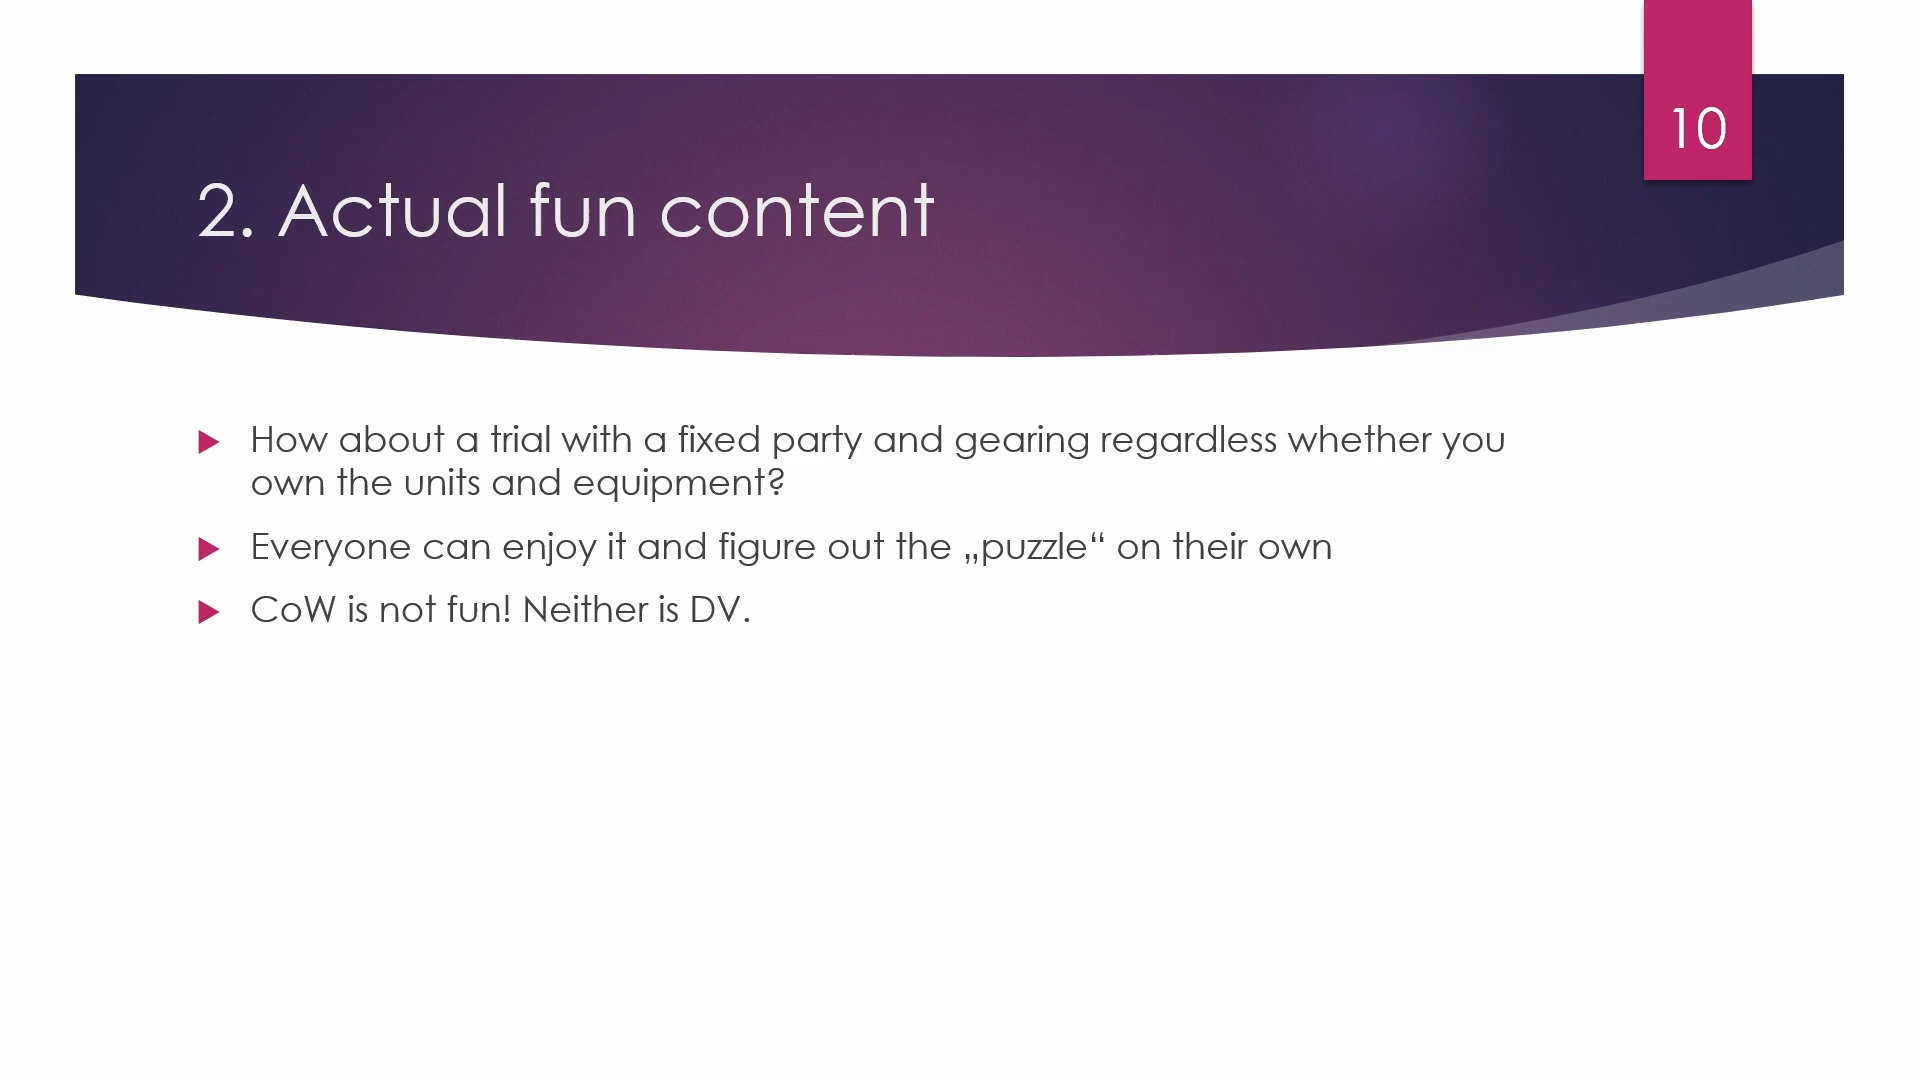 10
2. Actual fun content
How about a trial with a fixed party and gearing regardless whether you
own the units and equipment?
Everyone can enjoy it and figure out the „puzzle“ on their own
CoW is not fun! Neither is DV.